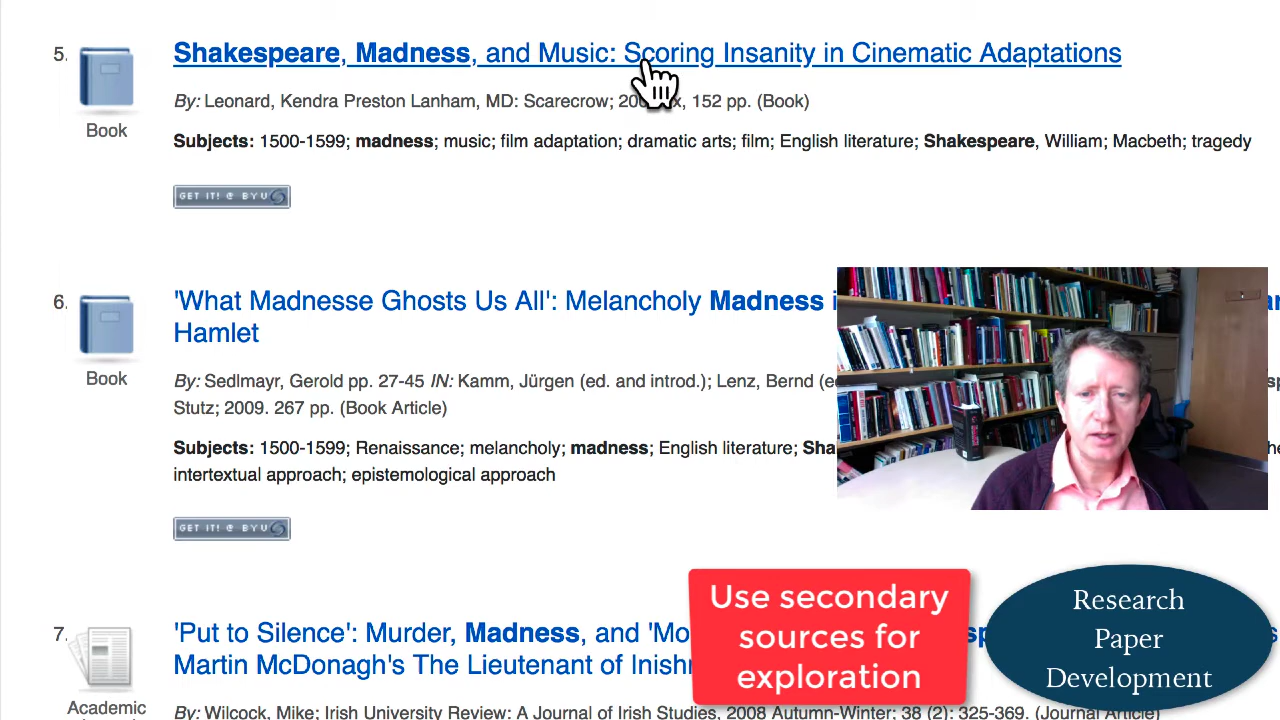 5. Shakespeare, Madness, and Music: Scoring Insanity in Cinematic Adaptations
Book
By: Leonard, Kendra Preston Lanham, MD: Scarecrow; 152 pp. (Book)
Subjects: 1500-1599; madness; music; film adaptation; dramatic arts; film; English literature; Shakespeare, William; Macbeth; tragedy
GET IT! @ BYU
6. 'What Madnesse Ghosts Us All': Melancholy Madness
Hamlet
Book
By: Sedlmayr, Gerold pp. 27-45 IN: Kamm, Jürgen (ed. and introd.); Lenz, Bernd
Stutz; 2009. 267 pp. (Book Article)
Subjects: 1500-1599; Renaissance; melancholy; madness; English literature;
intertextual approach; epistemological approach
GET IT! @ BYU
7. 'Put to Silence': Murder, Madness, and
Martin McDonagh's The Lieutenant of
Academic
By: Wilcock, Mike; Irish University Review: A Journal of Irish Studies, 2008 Autumn-Winter; 38 (2): 325-369. (Journal Article)
Use secondary
sources for
exploration
Research
Paper
Development